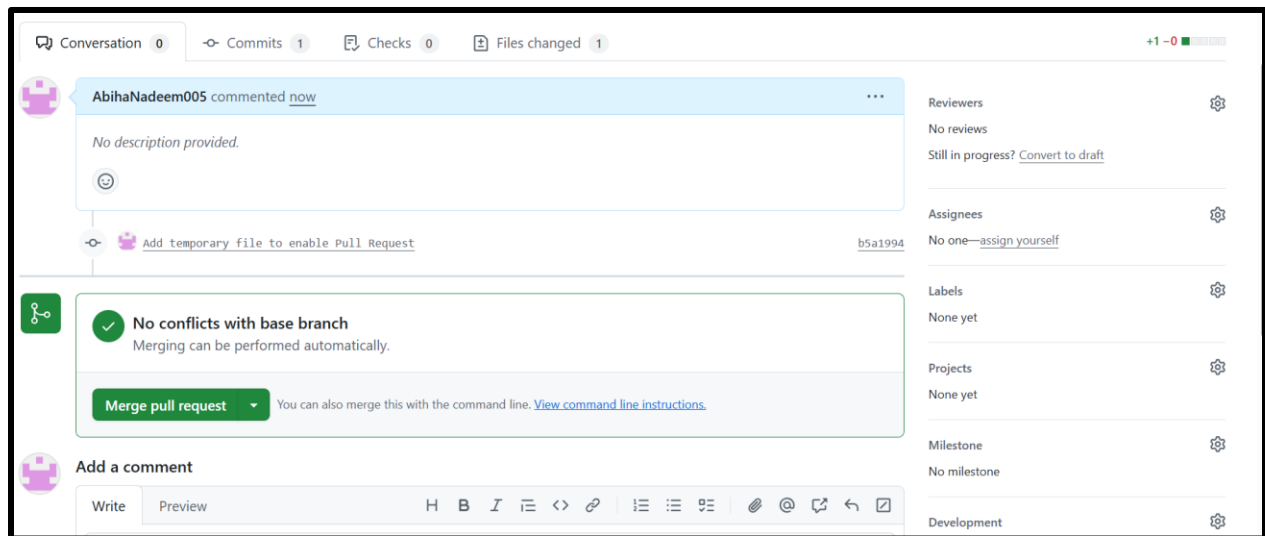 Conversation 0 Commits 1 Checks 0 Files changed 1 +1 −0
AbihaNadeem005 commented now
No description provided.
Add temporary file to enable Pull Request b5a1994
No conflicts with base branch
Merging can be performed automatically.
Merge pull request You can also merge this with the command line. View command line instructions.
Add a comment
Write Preview H B I
Reviewers
No reviews
Still in progress? Convert to draft
Assignees
No one—assign yourself
Labels
None yet
Projects
None yet
Milestone
No milestone
Development